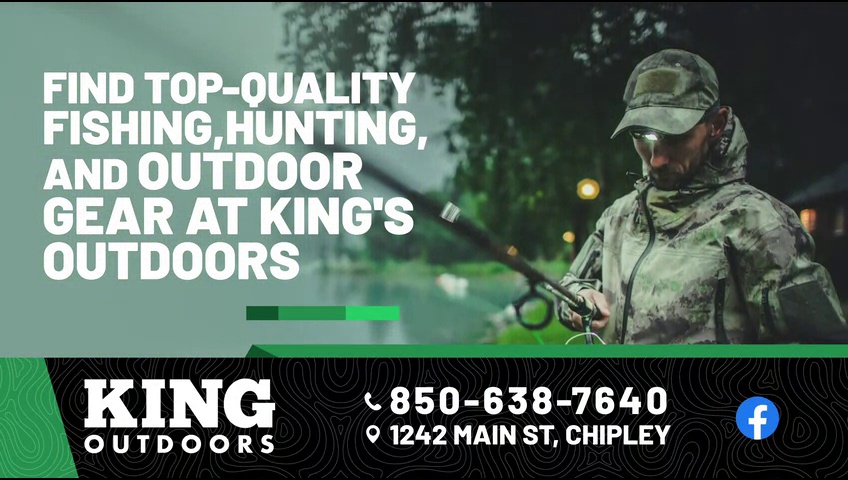 FIND TOP-QUALITY
FISHING,HUNTING,
AND OUTDOOR
GEAR AT KING'S
OUTDOORS
KING
OUTDOORS
850-638-7640
1242 MAIN ST, CHIPLEY